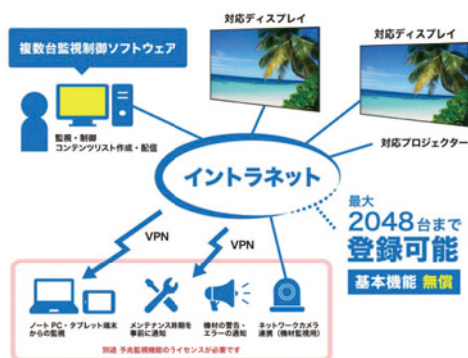 対応ディスプレイ
複数台監視制御ソフトウェア
対応ディスプレイ
監視・制御
コンテンツリスト作成・配信
対応プロジェクター
イントラネット
最大
2048台まで
登録可能
基本機能 無償
VPN
VPN
ノートPC・タブレット端末
からの監視
メンテナンス時期を
事前に通知
機材の警告・
エラーの通知
ネットワークカメラ
連携（機材監視用）
別途 予兆監視機能のライセンスが必要です